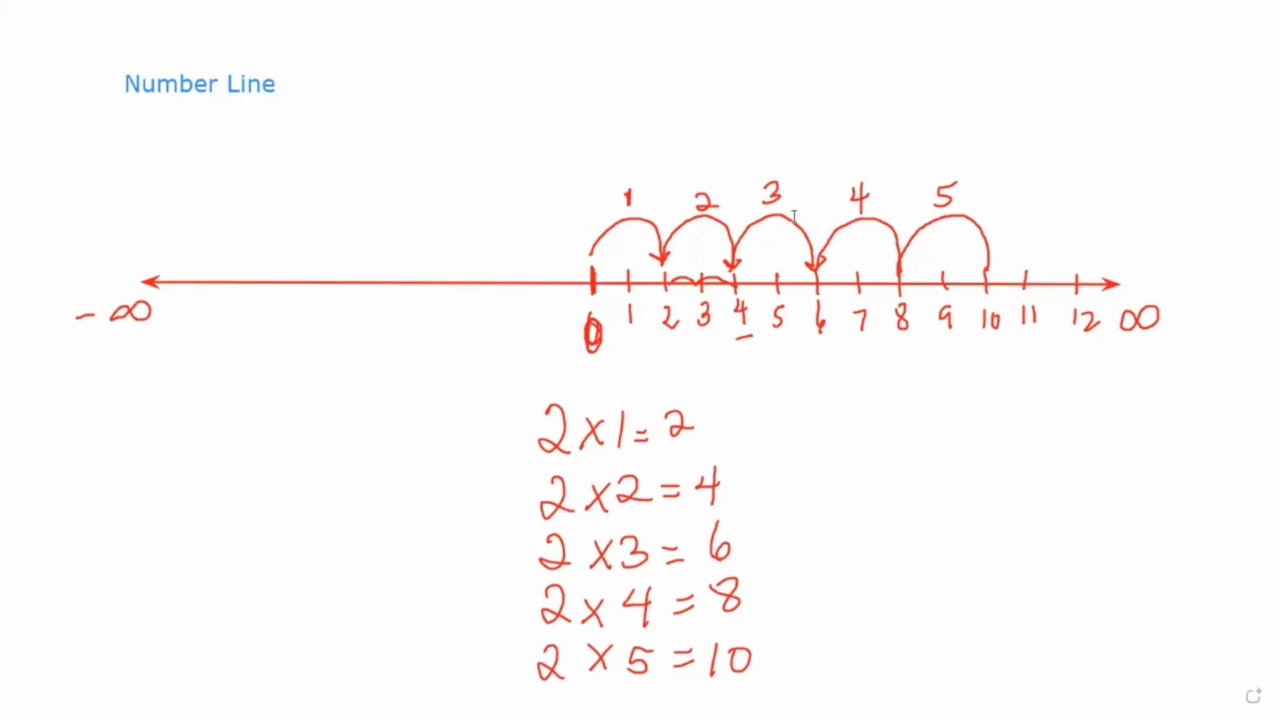 Number Line
1 2 3 4 5
0 1 2 3 4 5 6 7 8 9 10 11 12
- ∞ ∞
2 × 1 = 2
2 × 2 = 4
2 × 3 = 6
2 × 4 = 8
2 × 5 = 10